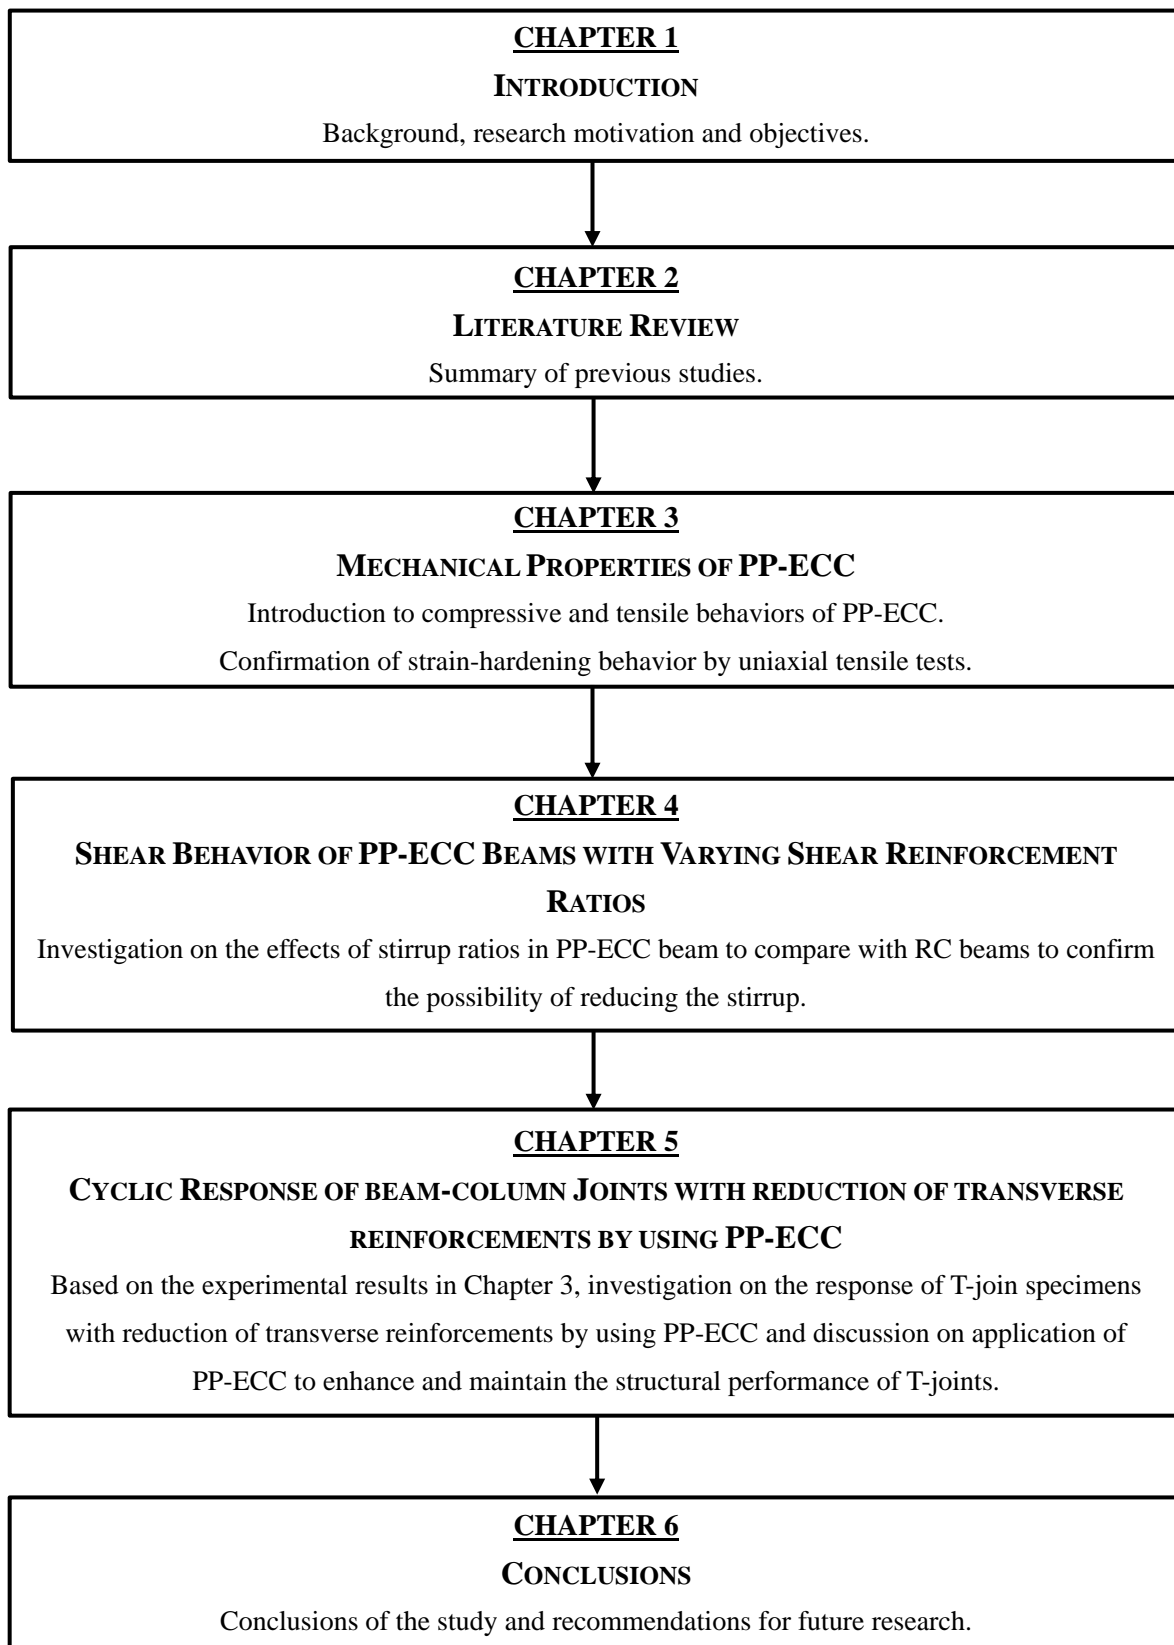 CHAPTER 1
INTRODUCTION
Background, research motivation and objectives.
CHAPTER 2
LITERATURE REVIEW
Summary of previous studies.
CHAPTER 3
MECHANICAL PROPERTIES OF PP-ECC
Introduction to compressive and tensile behaviors of PP-ECC.
Confirmation of strain-hardening behavior by uniaxial tensile tests.
CHAPTER 4
SHEAR BEHAVIOR OF PP-ECC BEAMS WITH VARYING SHEAR REINFORCEMENT
RATIOS
Investigation on the effects of stirrup ratios in PP-ECC beam to compare with RC beams to confirm
the possibility of reducing the stirrup.
CHAPTER 5
CYCLIC RESPONSE OF BEAM-COLUMN JOINTS WITH REDUCTION OF TRANSVERSE
REINFORCEMENTS BY USING PP-ECC
Based on the experimental results in Chapter 3, investigation on the response of T-join specimens
with reduction of transverse reinforcements by using PP-ECC and discussion on application of
PP-ECC to enhance and maintain the structural performance of T-joints.
CHAPTER 6
CONCLUSIONS
Conclusions of the study and recommendations for future research.